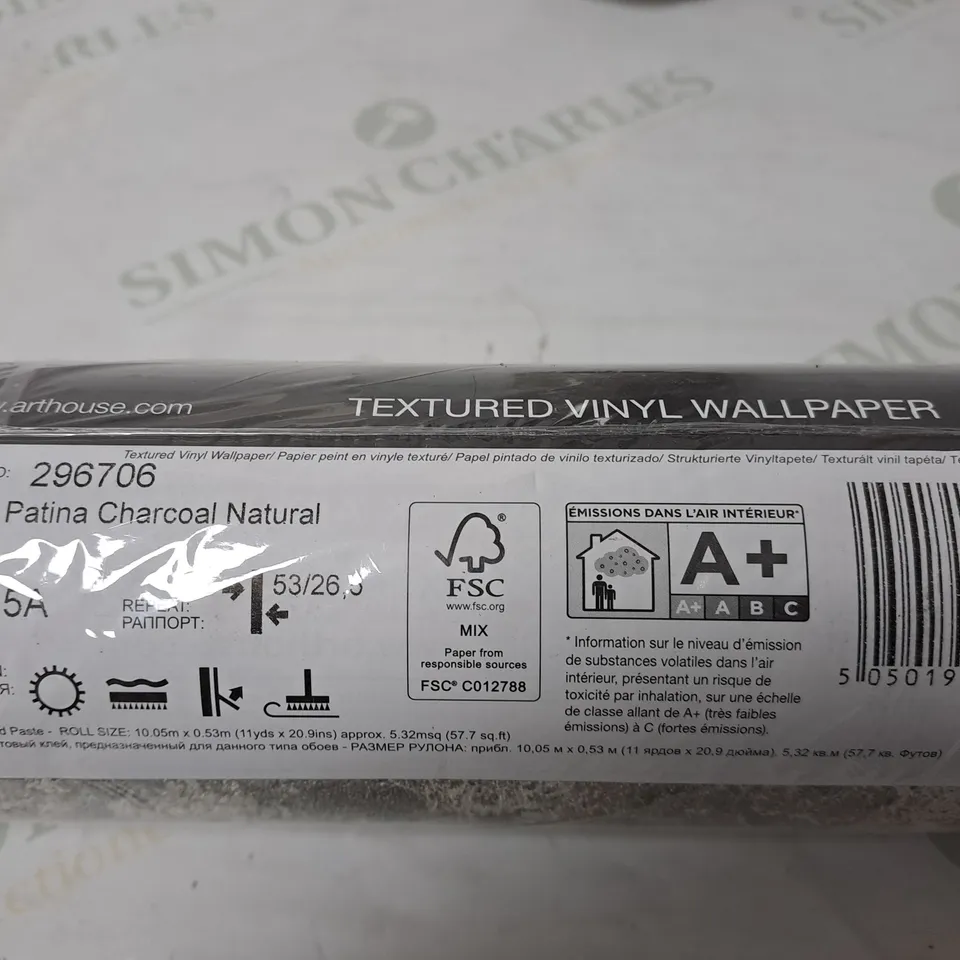 SIMON CHARLES
.arthouse.com
TEXTURED VINYL WALLPAPER
Textured Vinyl Wallpaper/ Papier peint en vinyle texturé/ Papel pintado de vinilo texturizado/ Strukturierte Vinyltapete/ Texturált vinil tapéta/
296706
Patina Charcoal Natural
5A
REPEAT:
РАППОРТ:
53/26,5
FSC®
www.fsc.org
MIX
Paper from
responsible sources
FSC® C012788
ÉMISSIONS DANS L'AIR INTÉRIEUR*
A+
A+ A B C
* Information sur le niveau d'émission
de substances volatiles dans l'air
intérieur, présentant un risque de
toxicité par inhalation, sur une échelle
de classe allant de A+ (très faibles
émissions) à C (fortes émissions).
5 05019
Paste - ROLL SIZE: 10.05m x 0.53m (11yds x 20.9ins) approx. 5.32msq (57.7 sq.ft)
клей, предназначенный для данного типа обоев - РАЗМЕР РУЛОНА: прибл. 10,05 м x 0,53 м (11 ярдов x 20,9 дюйма). 5,32 кв.м (57,7 кв. Футов)